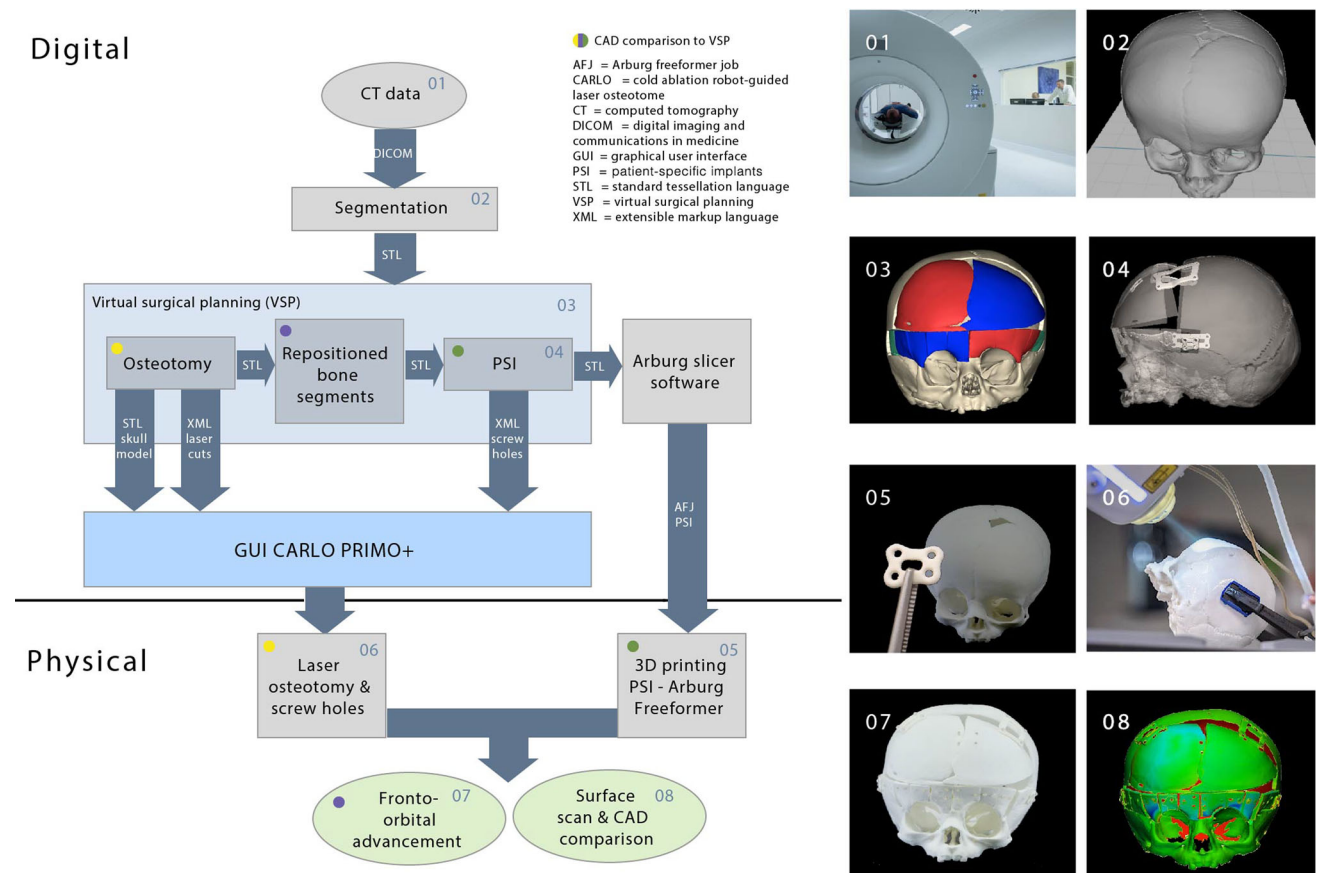 Digital
CT data
01
DICOM
Segmentation
02
STL
Virtual surgical planning (VSP)
03
Osteotomy
STL
Repositioned
bone
segments
STL
PSI
04
STL
Arburg slicer
software
STL
skull
model
XML
laser
cuts
XML
screw
holes
AFJ
PSI
GUI CARLO PRIMO+
CAD comparison to VSP
AFJ = Arburg freeformer job
CARLO = cold ablation robot-guided
laser osteotome
CT = computed tomography
DICOM = digital imaging and
communications in medicine
GUI = graphical user interface
PSI = patient-specific implants
STL = standard tessellation language
VSP = virtual surgical planning
XML = extensible markup language
Physical
06
Laser
osteotomy &
screw holes
05
3D printing
PSI - Arburg
Freeformer
07
Fronto-
orbital
advancement
Surface
08
scan & CAD
comparison
01
02
03
04
05
06
07
08